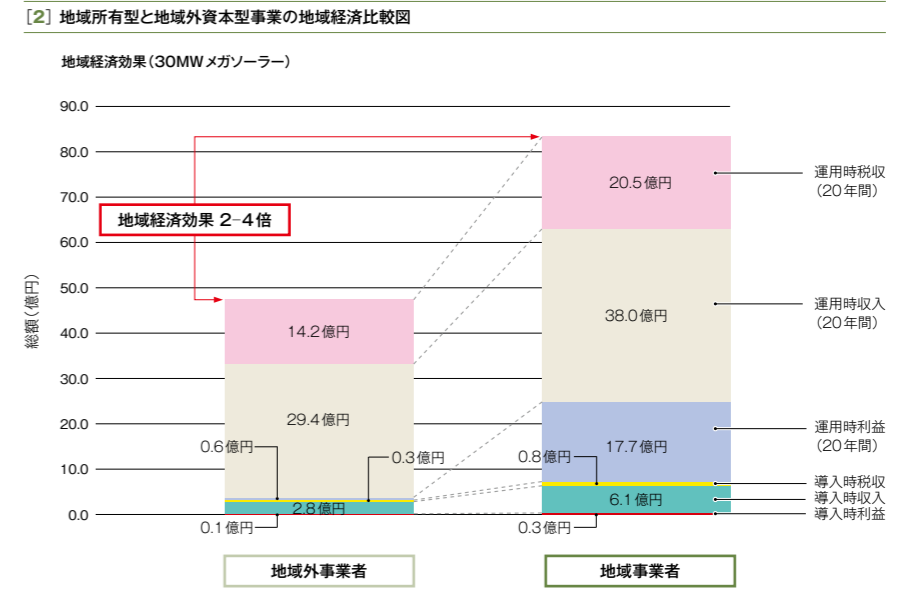 [2] 地域所有型と地域外資本型事業の地域経済比較図
地域経済効果（30MWメガソーラー）
総額（億円）
90.0
80.0
70.0
60.0
50.0
40.0
30.0
20.0
10.0
0.0
地域経済効果 2–4倍
14.2億円
29.4億円
0.6億円
0.3億円
2.8億円
0.1億円
20.5億円
38.0億円
17.7億円
0.8億円
6.1億円
0.3億円
運用時税収
（20年間）
運用時収入
（20年間）
運用時利益
（20年間）
導入時税収
導入時収入
導入時利益
地域外事業者
地域事業者